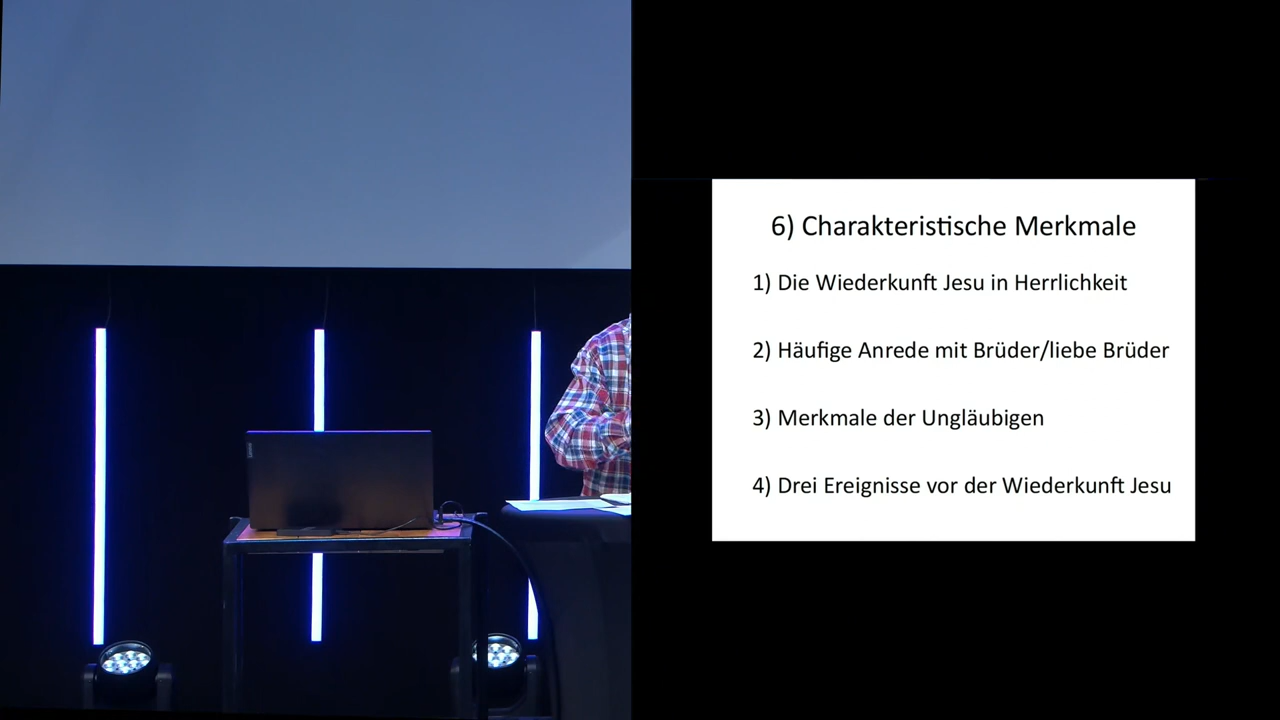 6) Charakteristische Merkmale
1) Die Wiederkunft Jesu in Herrlichkeit
2) Häufige Anrede mit Brüder/liebe Brüder
3) Merkmale der Ungläubigen
4) Drei Ereignisse vor der Wiederkunft Jesu